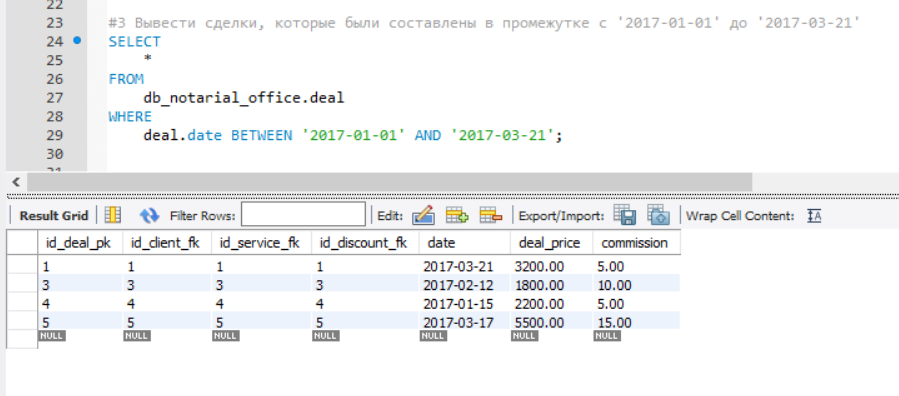 22
23 #3 Вывести сделки, которые были составлены в промежутке с '2017-01-01' до '2017-03-21'
24 SELECT
25 *
26 FROM
27 db_notarial_office.deal
28 WHERE
29 deal.date BETWEEN '2017-01-01' AND '2017-03-21';
30
31
Result Grid Filter Rows: Edit: Export/Import: Wrap Cell Content: IA
id_deal_pk id_client_fk id_service_fk id_discount_fk date deal_price commission
1 1 1 1 2017-03-21 3200.00 5.00
3 3 3 3 2017-02-12 1800.00 10.00
4 4 4 4 2017-01-15 2200.00 5.00
5 5 5 5 2017-03-17 5500.00 15.00
NULL NULL NULL NULL NULL NULL NULL